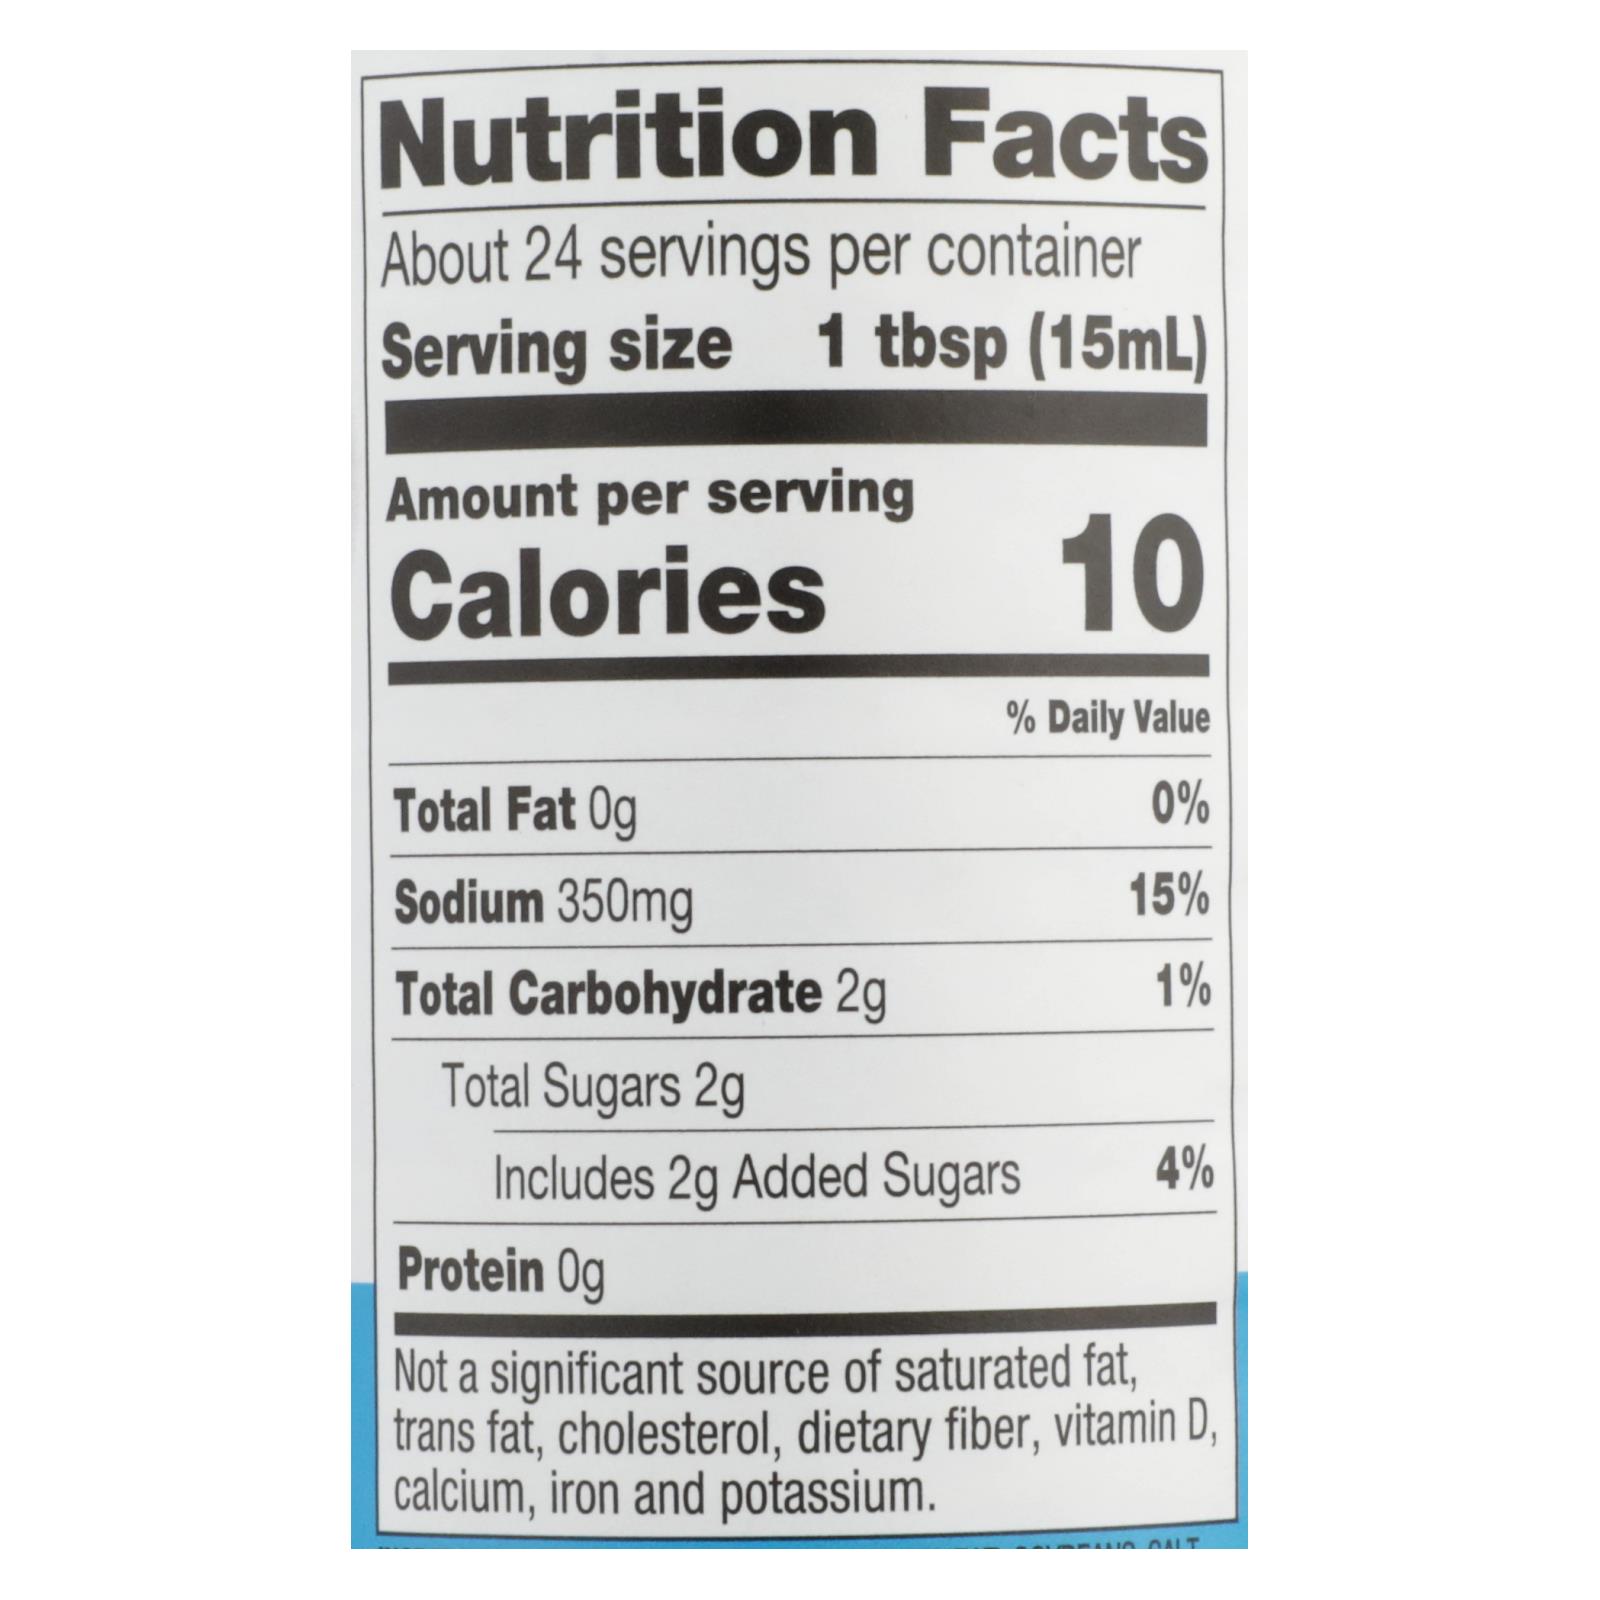 Nutrition Facts
About 24 servings per container
Serving size 1 tbsp (15mL)
Amount per serving
Calories 10
% Daily Value
Total Fat 0g 0%
Sodium 350mg 15%
Total Carbohydrate 2g 1%
Total Sugars 2g
Includes 2g Added Sugars 4%
Protein 0g
Not a significant source of saturated fat,
trans fat, cholesterol, dietary fiber, vitamin D,
calcium, iron and potassium.